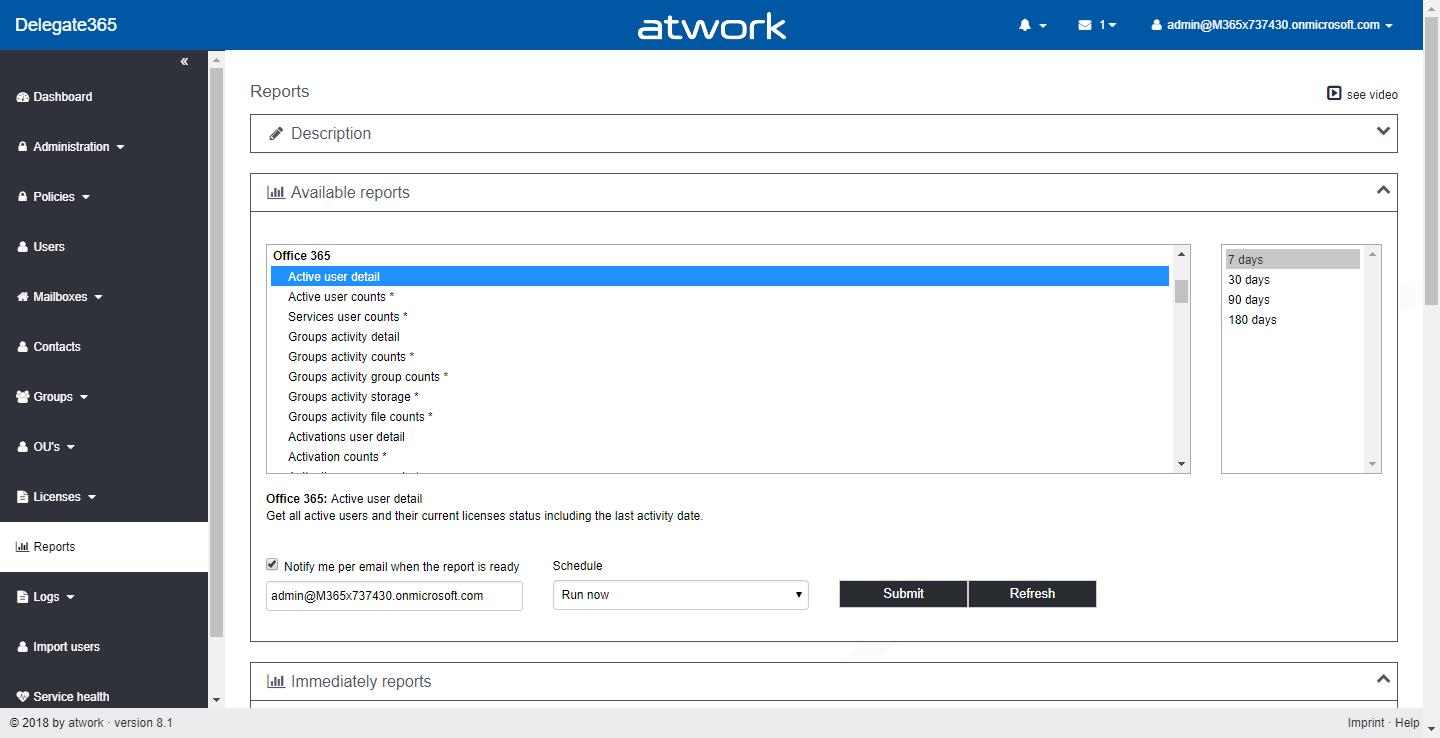 Delegate365
atwork
1
admin@M365x737430.onmicrosoft.com
«
Dashboard
Administration
Policies
Users
Mailboxes
Contacts
Groups
OU's
Licenses
Reports
Logs
Import users
Service health
Reports
see video
Description
Available reports
Office 365
Active user detail
Active user counts *
Services user counts *
Groups activity detail
Groups activity counts *
Groups activity group counts *
Groups activity storage *
Groups activity file counts *
Activations user detail
Activation counts *
7 days
30 days
90 days
180 days
Office 365: Active user detail
Get all active users and their current licenses status including the last activity date.
Notify me per email when the report is ready
admin@M365x737430.onmicrosoft.com
Schedule
Run now
Submit
Refresh
Immediately reports
© 2018 by atwork · version 8.1
Imprint · Help